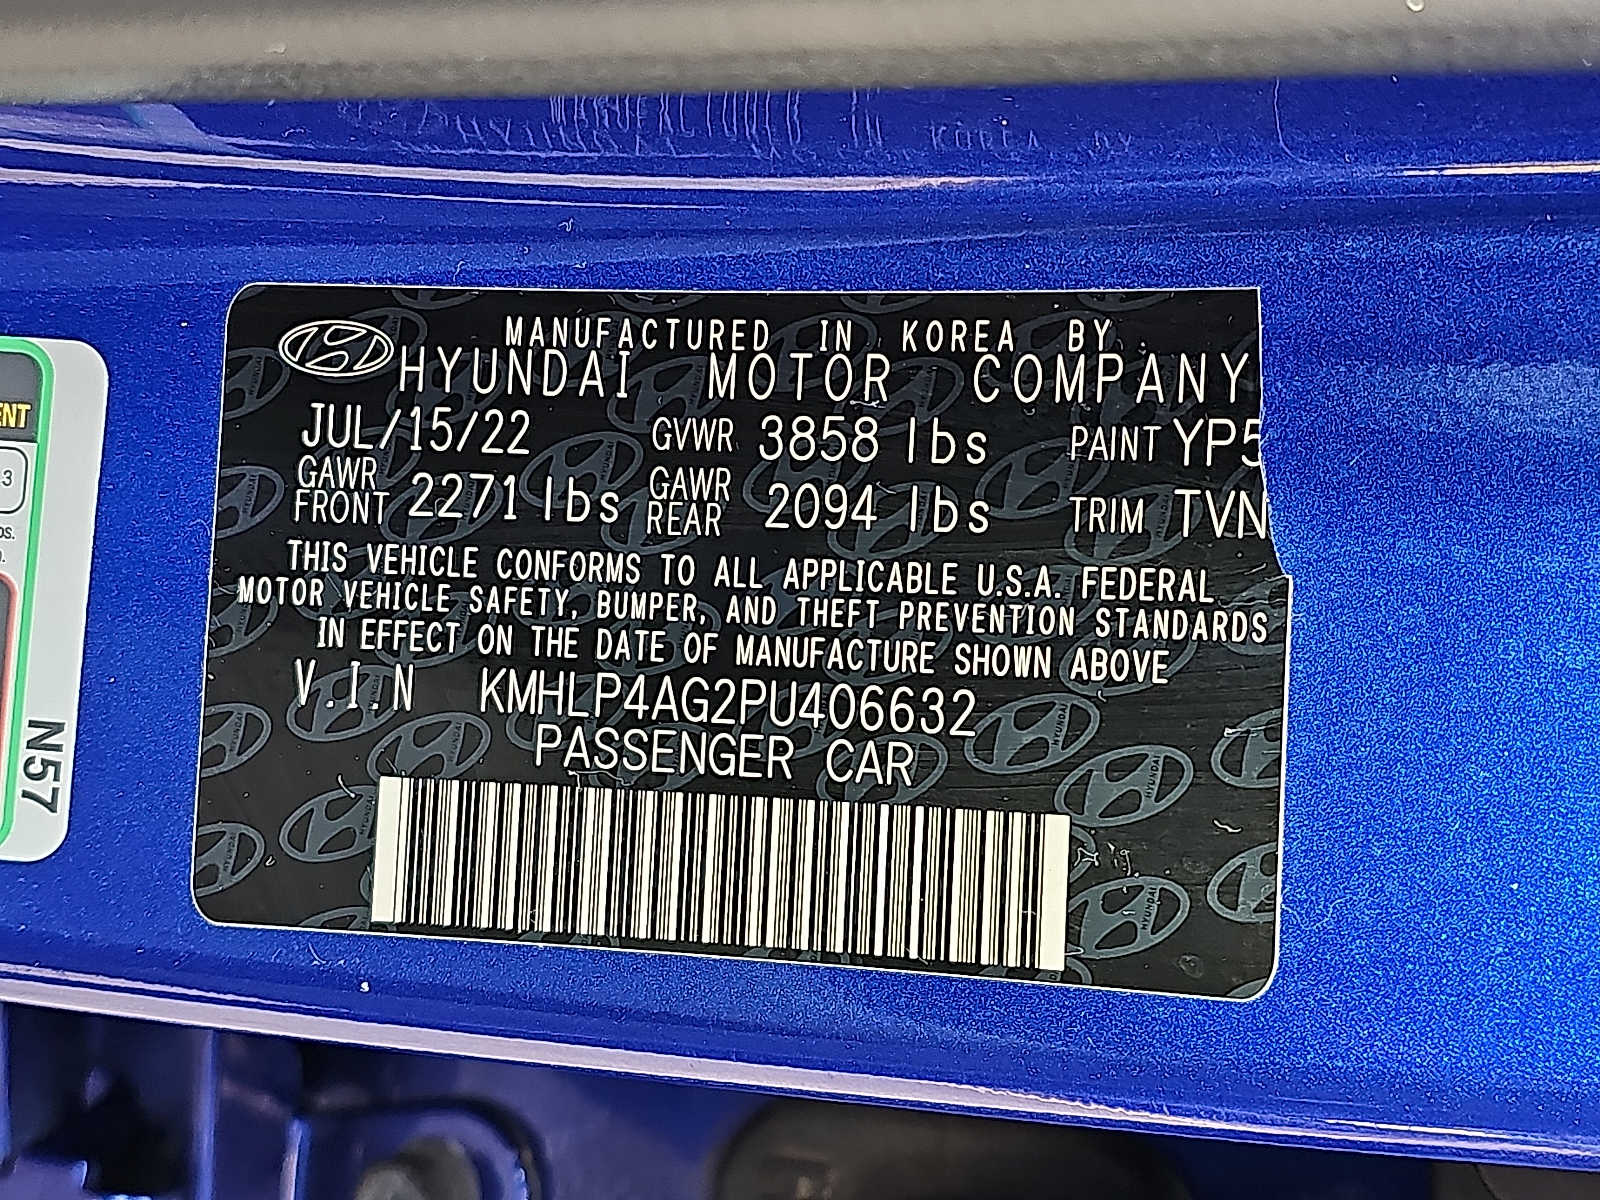 MANUFACTURED IN KOREA BY
HYUNDAI MOTOR COMPANY
JUL/15/22 GVWR 3858 lbs PAINT YP5
GAWR FRONT 2271 lbs GAWR REAR 2094 lbs TRIM TVN
THIS VEHICLE CONFORMS TO ALL APPLICABLE U.S.A. FEDERAL
MOTOR VEHICLE SAFETY, BUMPER, AND THEFT PREVENTION STANDARDS
IN EFFECT ON THE DATE OF MANUFACTURE SHOWN ABOVE
V.I.N KMHLP4AG2PU406632
PASSENGER CAR
N57